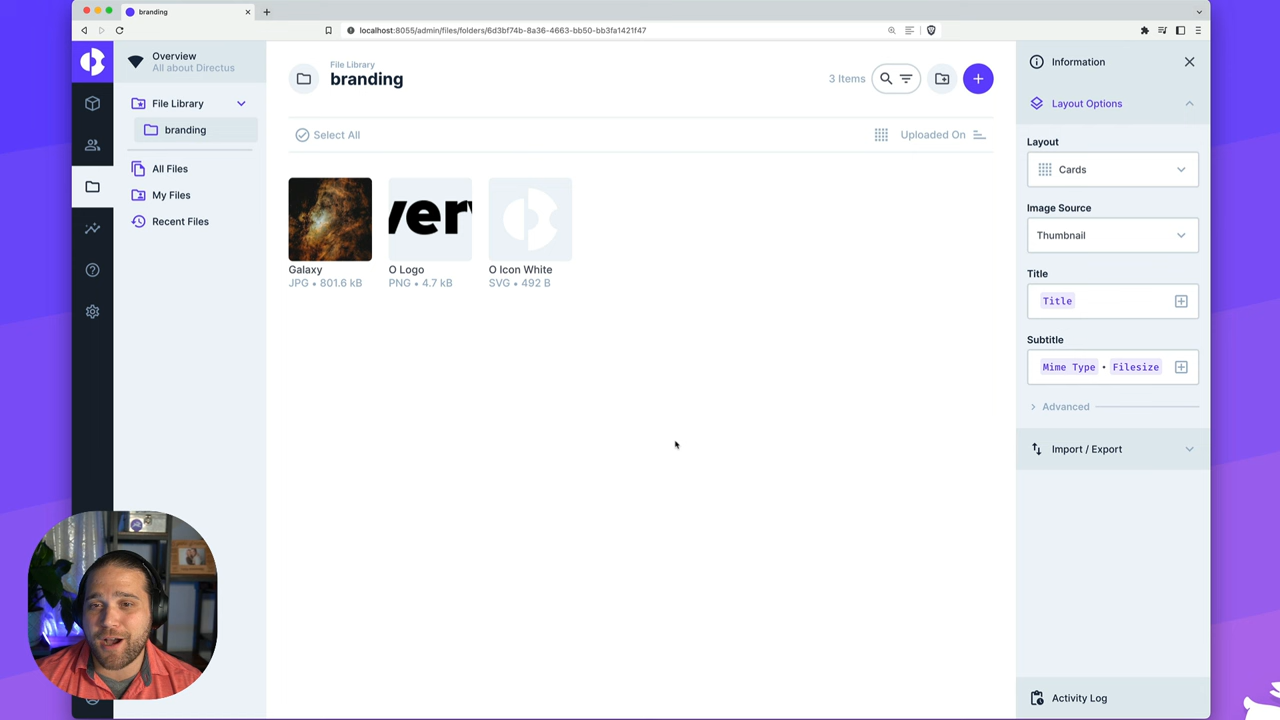 branding
localhost:8055/admin/files/folders/6d3bf74b-8a36-4663-bb50-bb3fa1421f47
Overview
All about Directus
File Library
branding
All Files
My Files
Recent Files
File Library
branding
3 Items
Select All
Uploaded On
very
Galaxy
JPG • 801.6 kB
O Logo
PNG • 4.7 kB
O Icon White
SVG • 492 B
Information
Layout Options
Layout
Cards
Image Source
Thumbnail
Title
Title
Subtitle
Mime Type • Filesize
Advanced
Import / Export
Activity Log